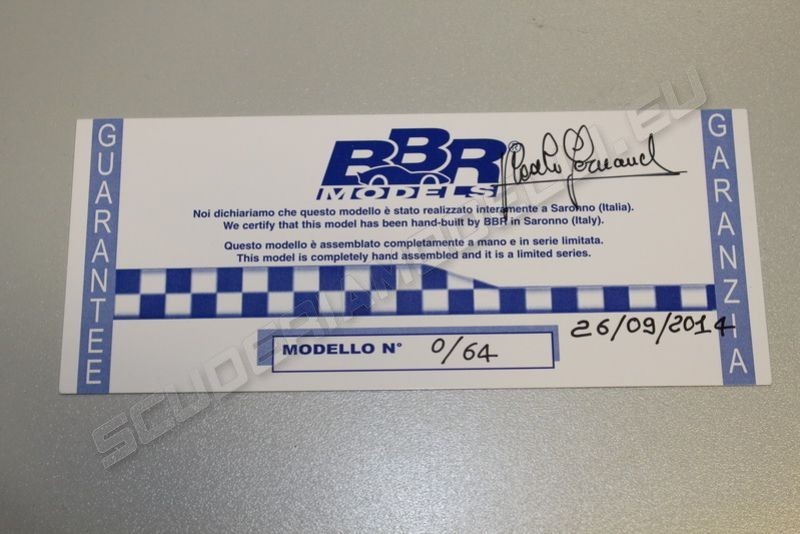 GUARANTEE
BBR
MODELS
Noi dichiariamo che questo modello è stato realizzato interamente a Saronno (Italia).
We certify that this model has been hand-built by BBR in Saronno (Italy).
Questo modello è assemblato completamente a mano e in serie limitata.
This model is completely hand assembled and it is a limited series.
MODELLO N° 0/64
26/09/2014
GARANZIA
SCUDERIAMODELLI.EU